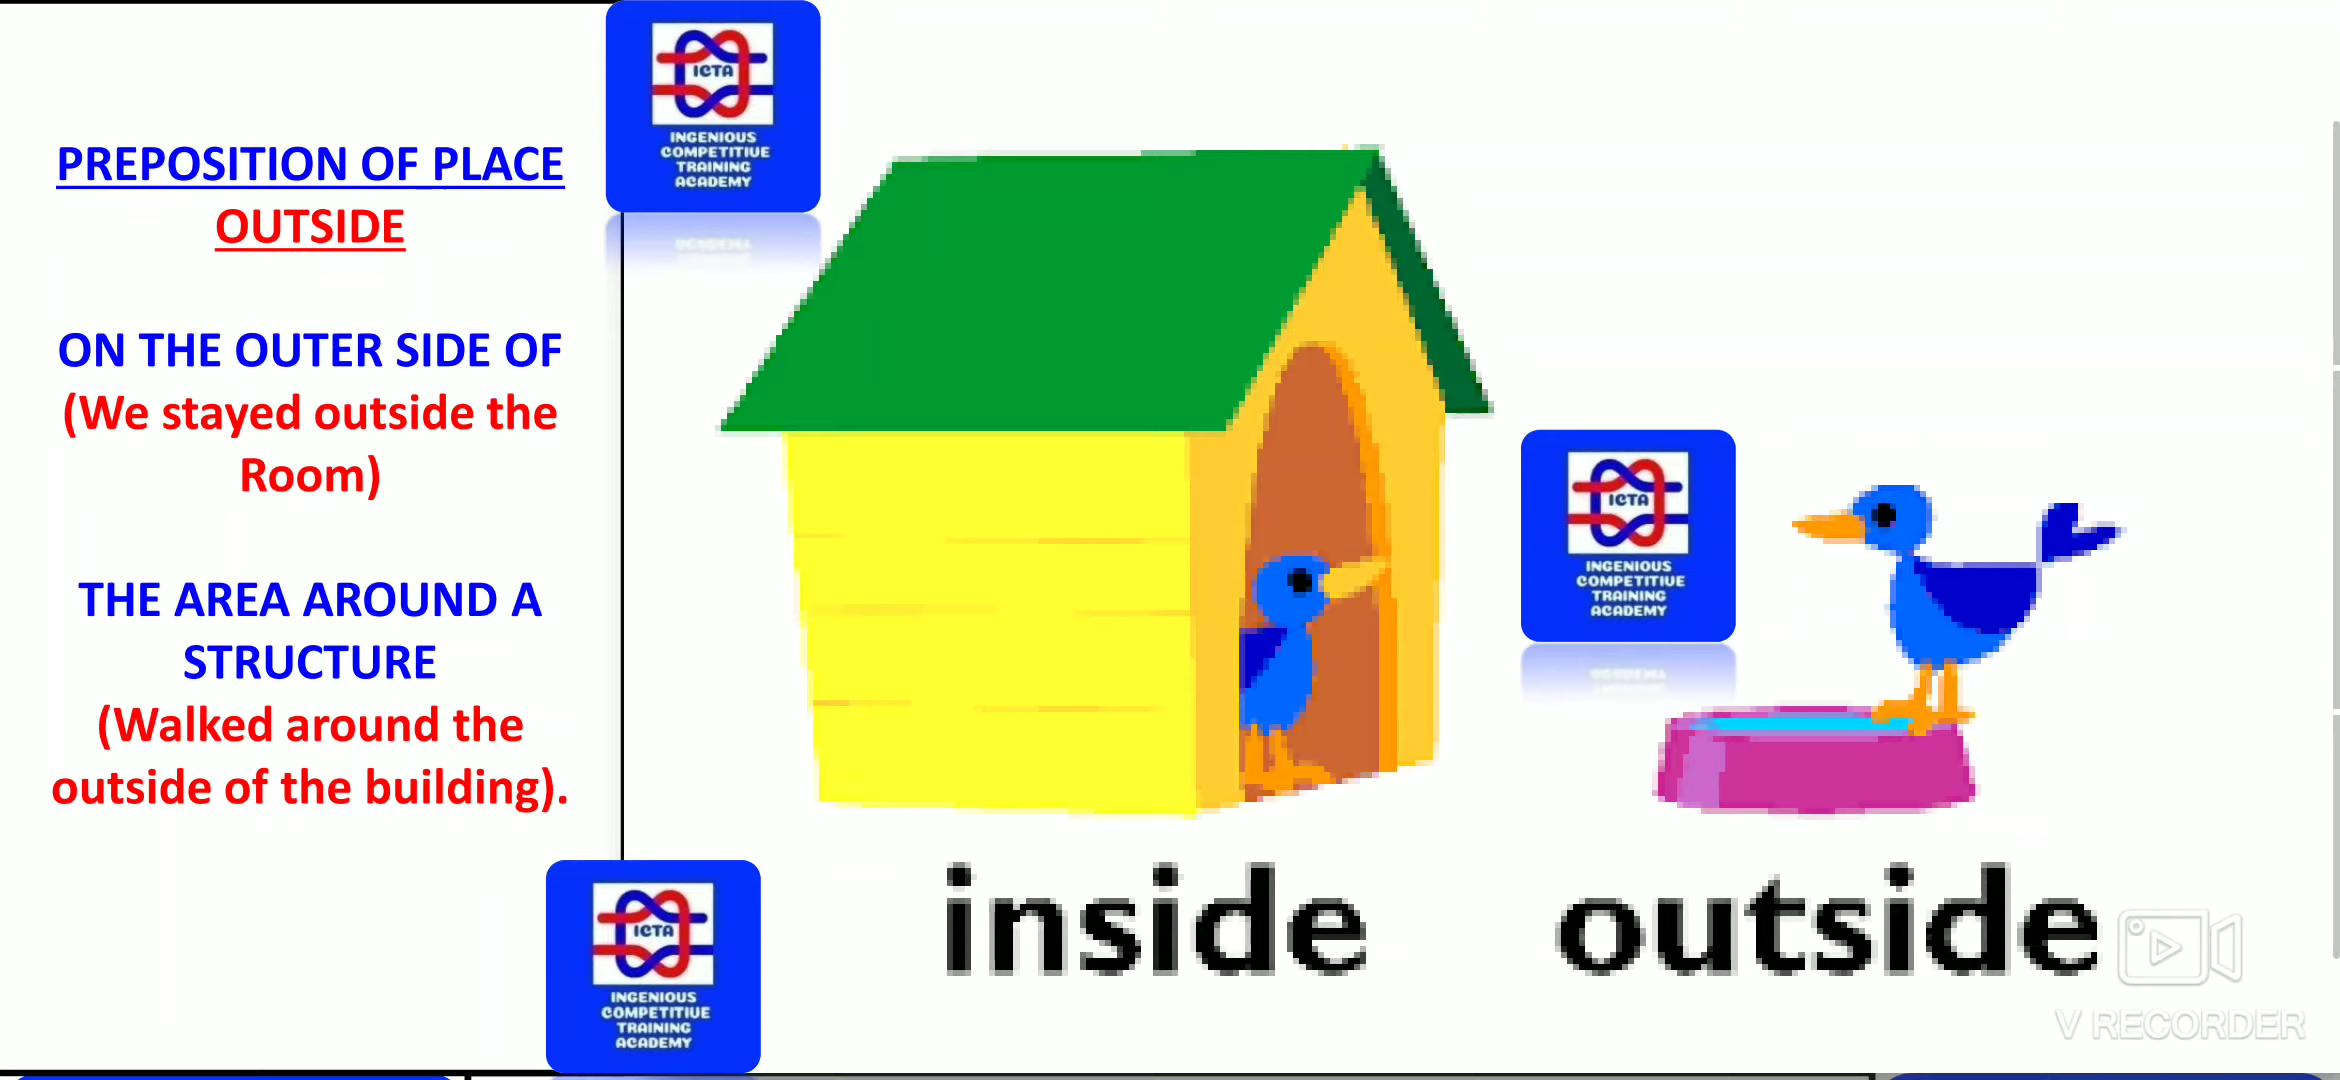 PREPOSITION OF PLACE
OUTSIDE
ON THE OUTER SIDE OF
(We stayed outside the
Room)
THE AREA AROUND A
STRUCTURE
(Walked around the
outside of the building).
ICTA
INGENIOUS
COMPETITIVE
TRAINING
ACADEMY
ICTA
INGENIOUS
COMPETITIVE
TRAINING
ACADEMY
ICTA
INGENIOUS
COMPETITIVE
TRAINING
ACADEMY
inside
outside
V RECORDER